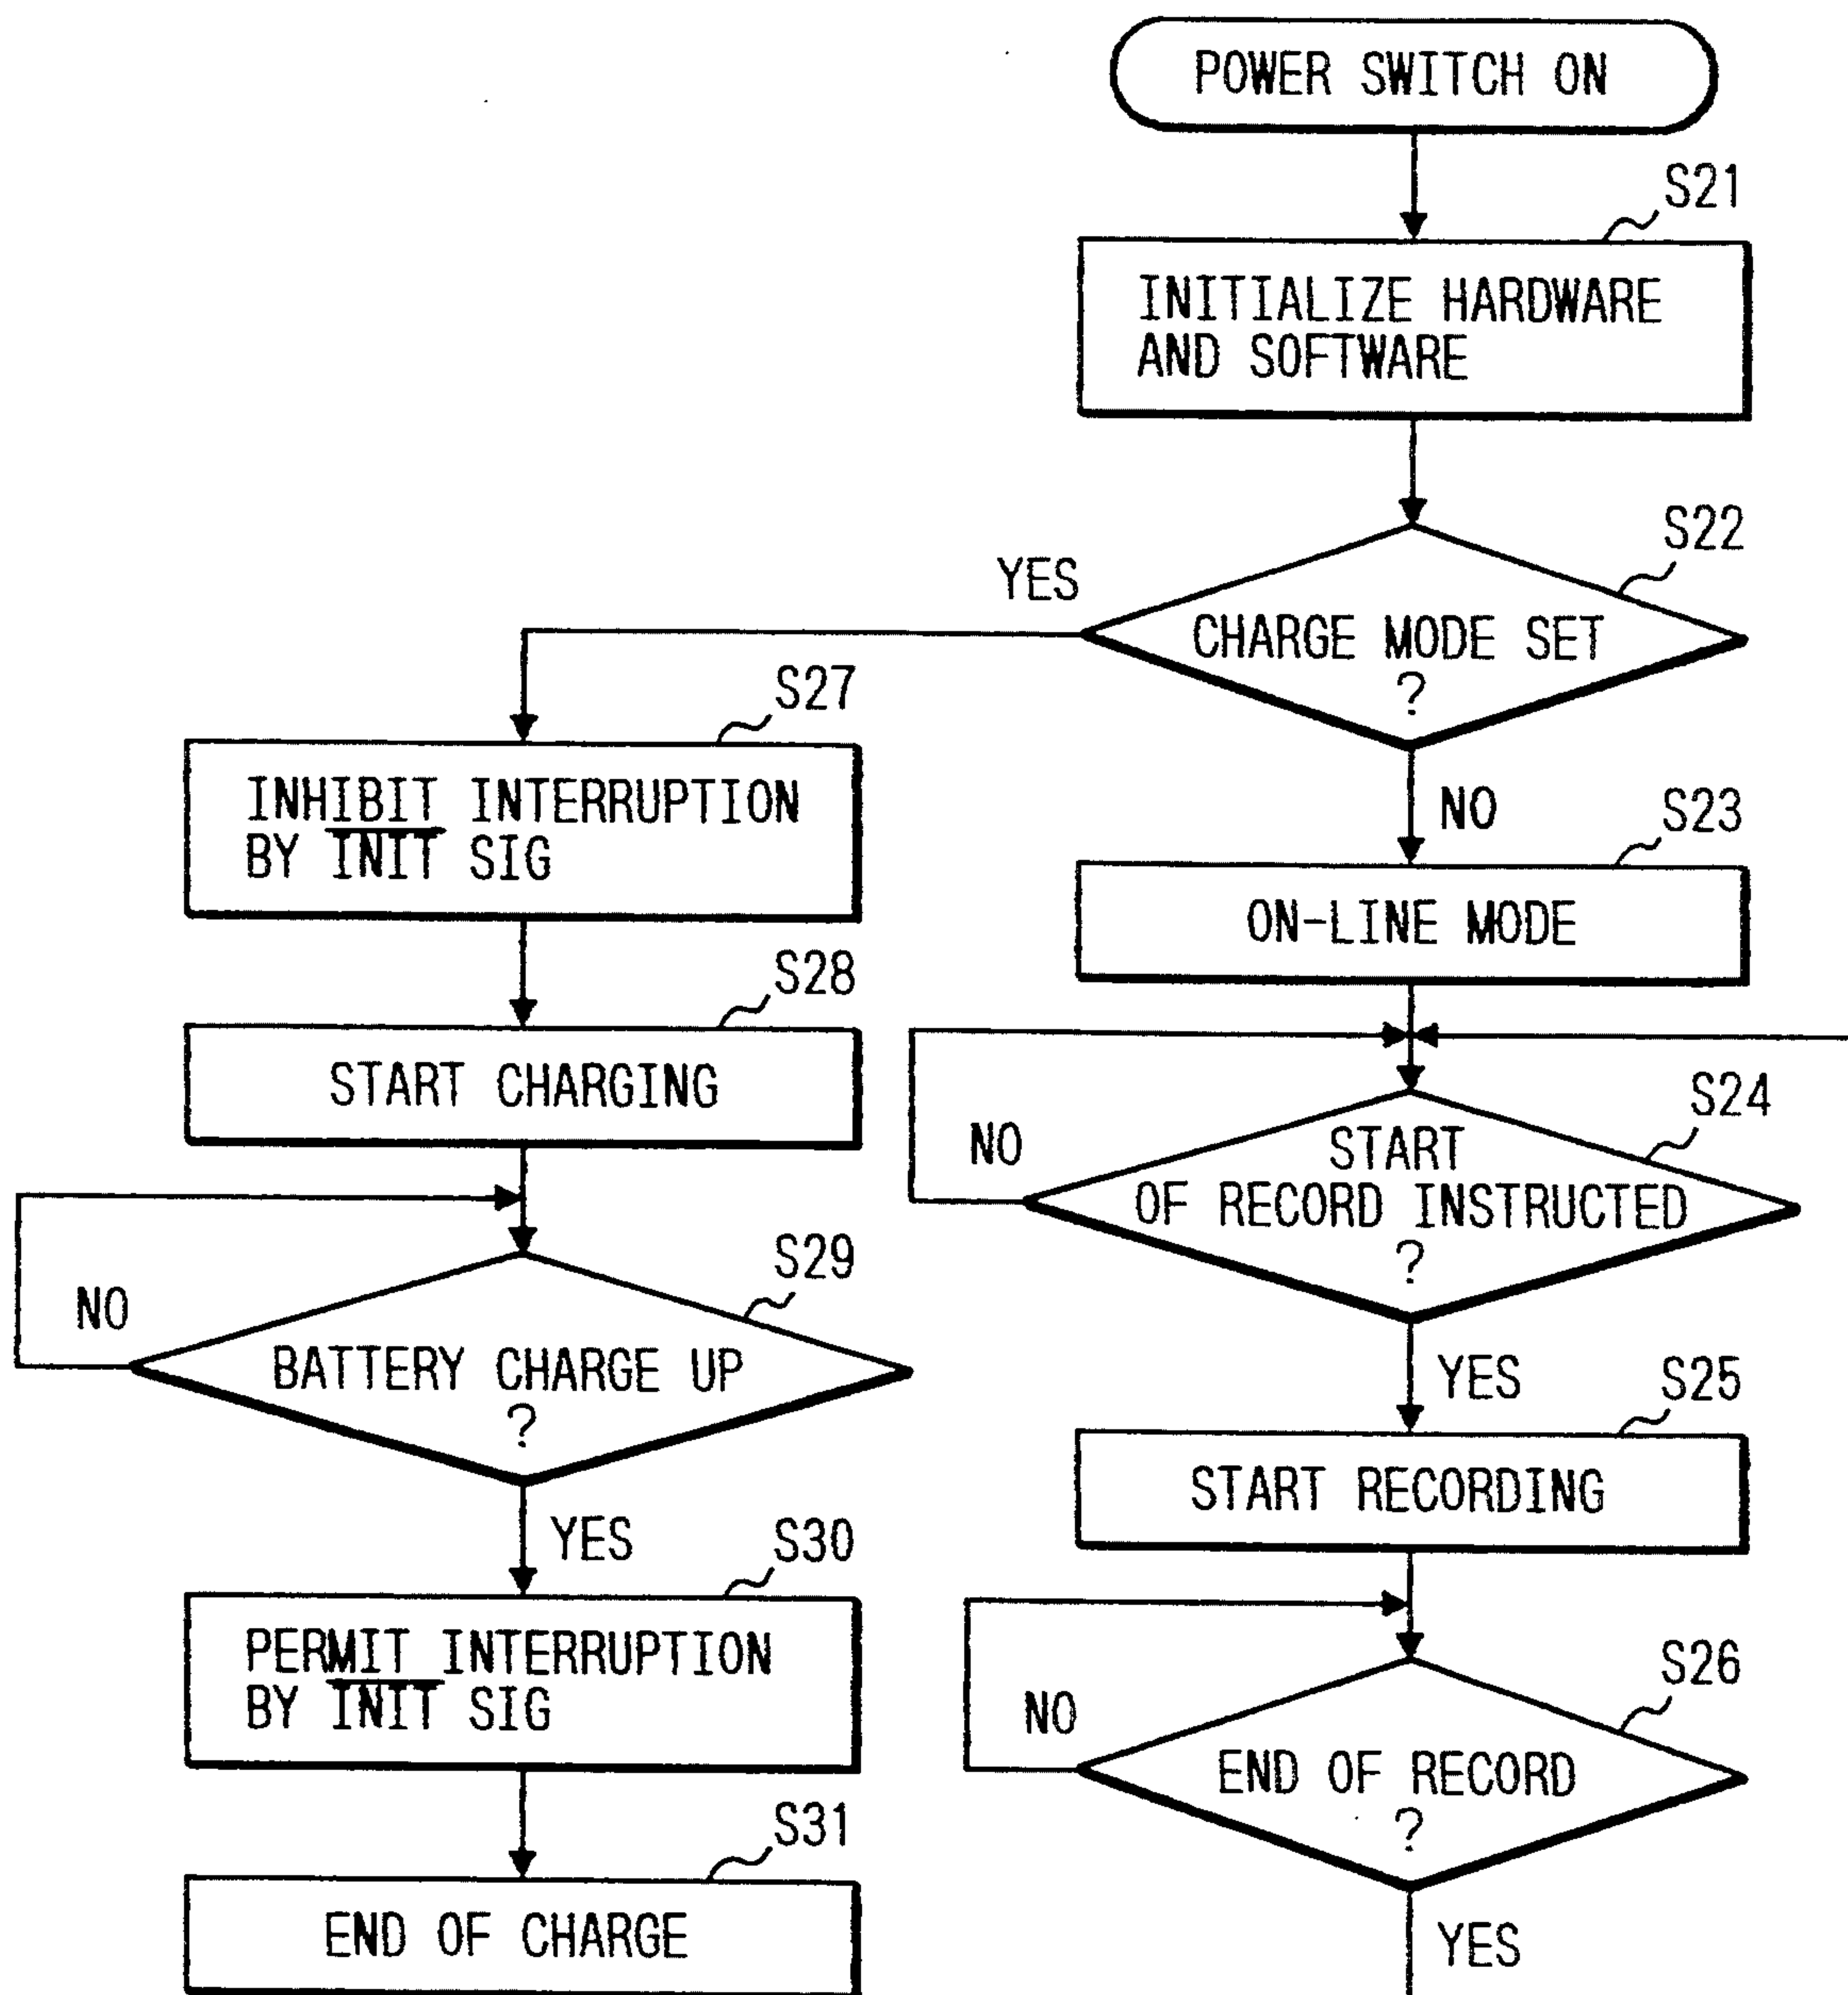 POWER SWITCH ON
S21
INITIALIZE HARDWARE
AND SOFTWARE
S22
YES
CHARGE MODE SET
?
NO
S27
INHIBIT INTERRUPTION
BY INIT SIG
S23
ON-LINE MODE
S28
START CHARGING
S24
NO
START
OF RECORD INSTRUCTED
?
YES
S29
NO
BATTERY CHARGE UP
?
YES
S25
START RECORDING
S30
PERMIT INTERRUPTION
BY INIT SIG
S26
NO
END OF RECORD
?
YES
S31
END OF CHARGE